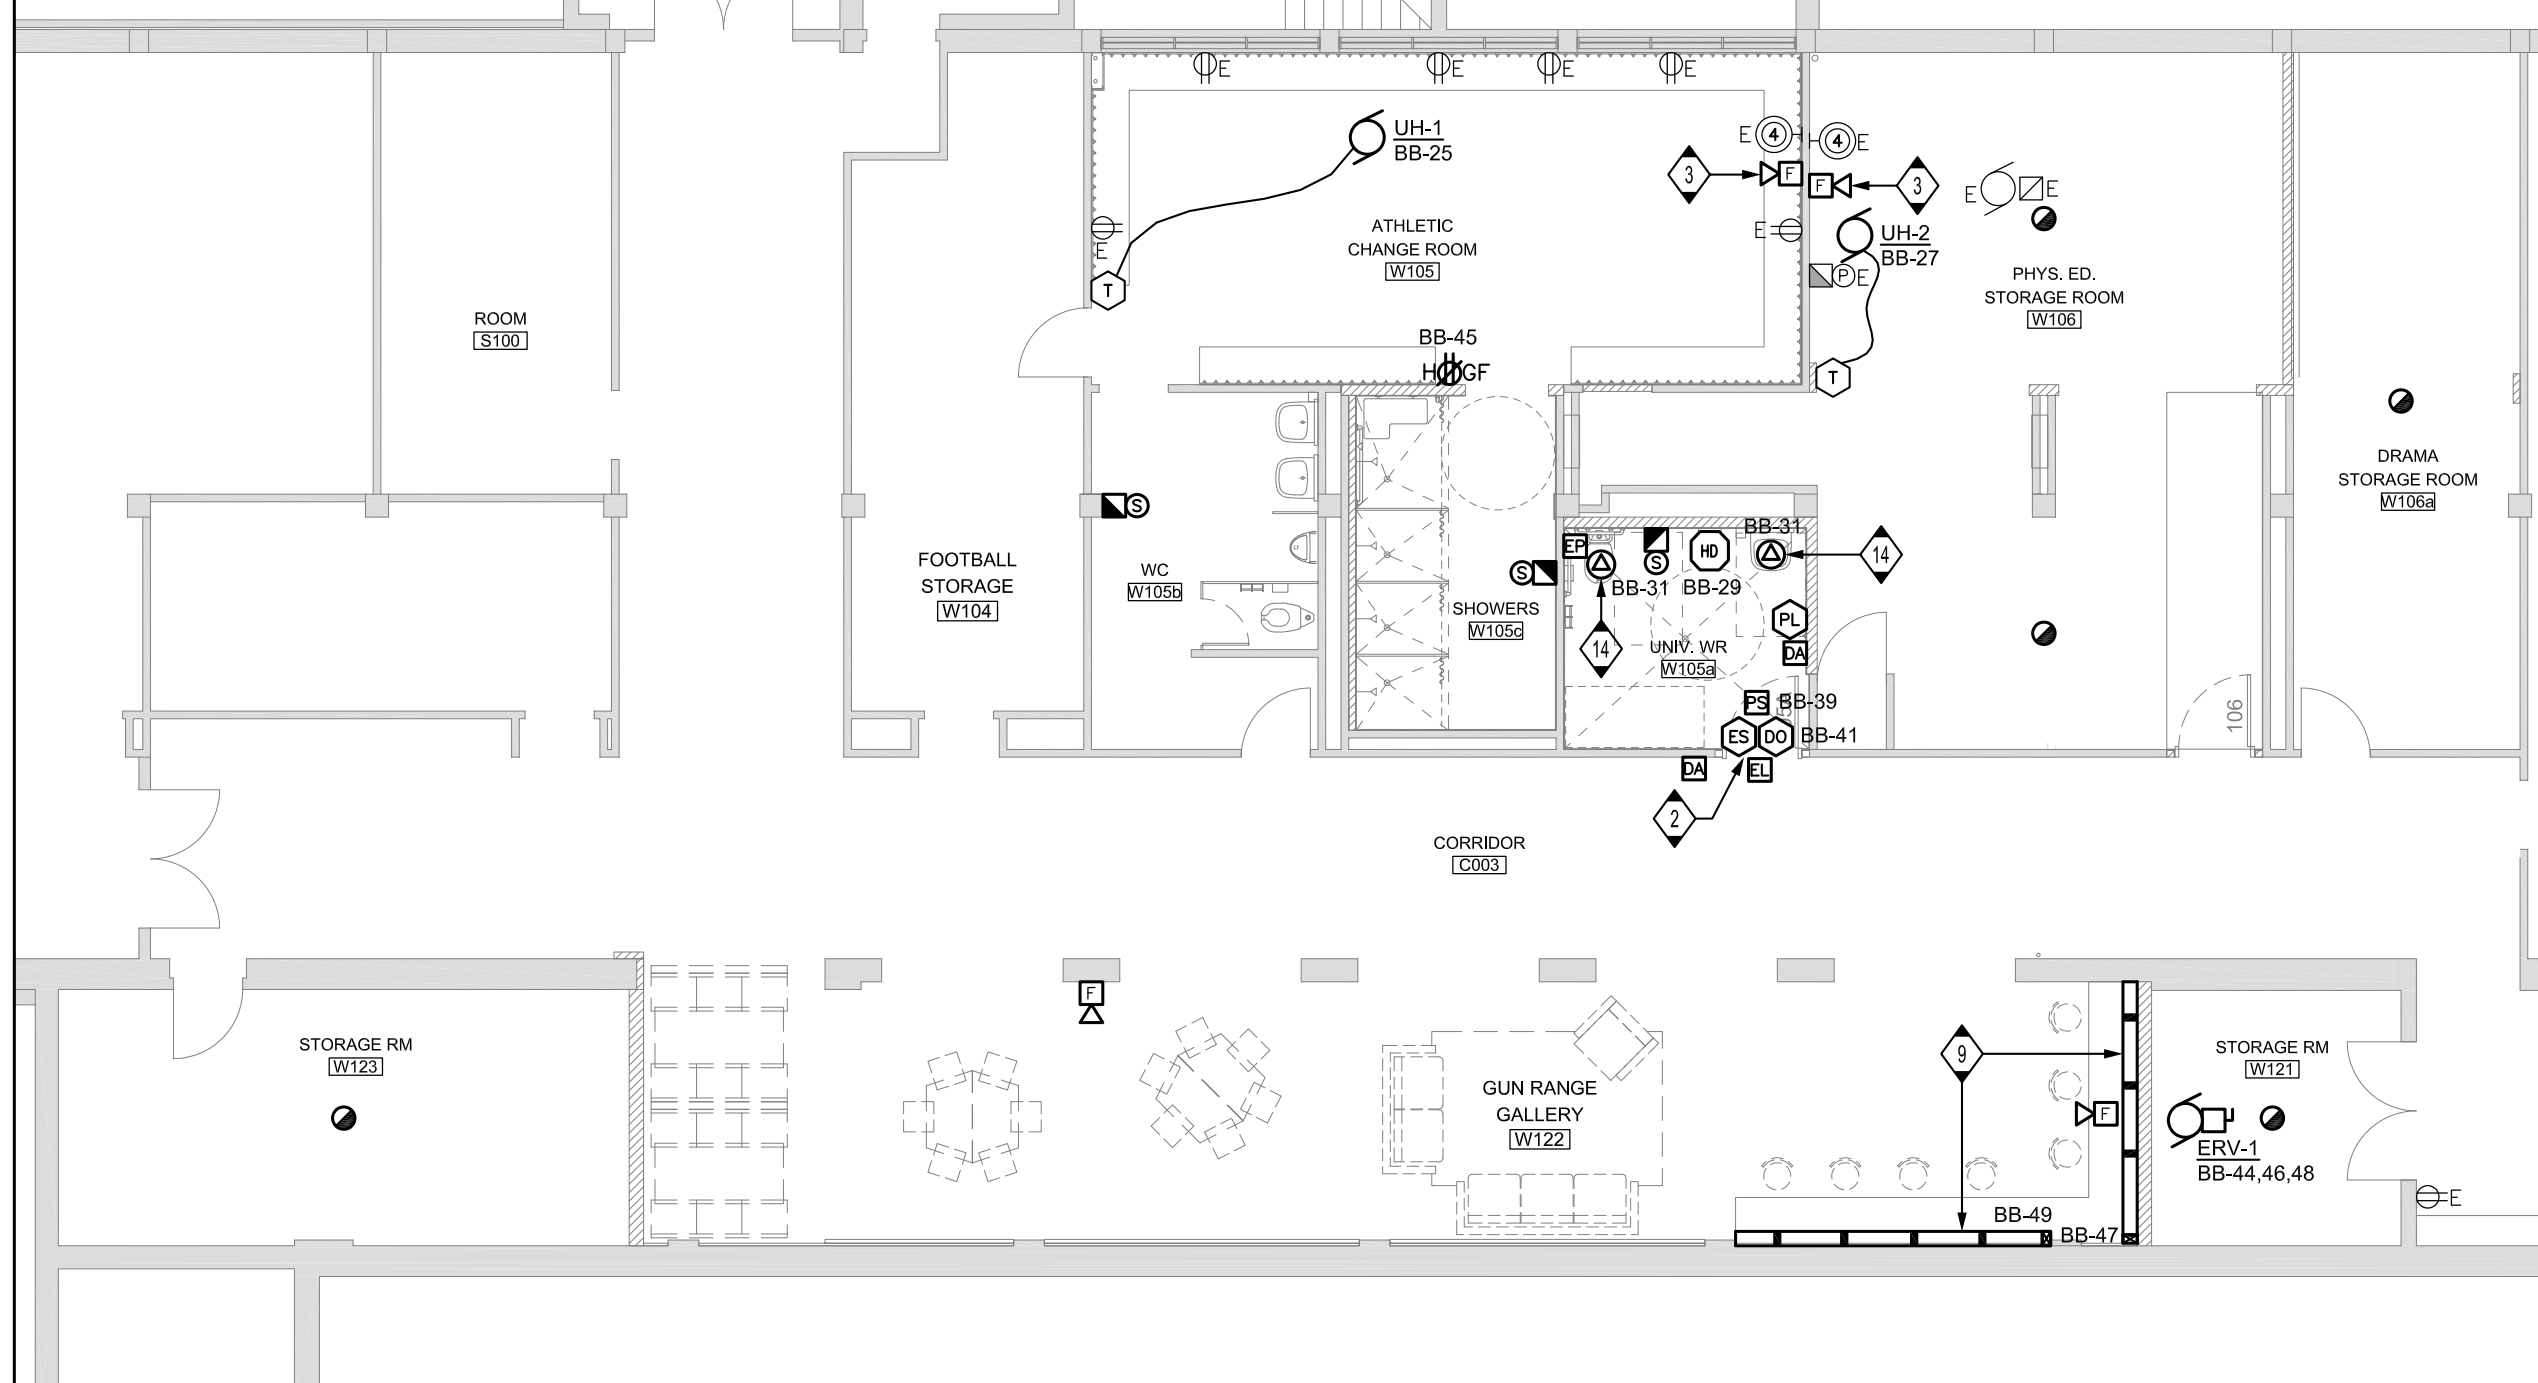 E
E
E
E
UH-1
BB-25
E
4
4
E
3
F
F
3
E
E
ATHLETIC
CHANGE ROOM
W105
E
E
UH-2
BB-27
P
E
PHYS. ED.
STORAGE ROOM
W106
T
ROOM
S100
BB-45
H
GF
T
DRAMA
STORAGE ROOM
W106a
S
FOOTBALL
STORAGE
W104
WC
W105b
S
SHOWERS
W105c
EP
S
HD
BB-31
14
BB-31
BB-29
14
PL
DA
UNIV. WR
W105a
PS
BB-39
ES
DO
BB-41
DA
EL
2
106
CORRIDOR
C003
F
STORAGE RM
W123
GUN RANGE
GALLERY
W122
9
F
STORAGE RM
W121
ERV-1
BB-44,46,48
E
BB-49
BB-47